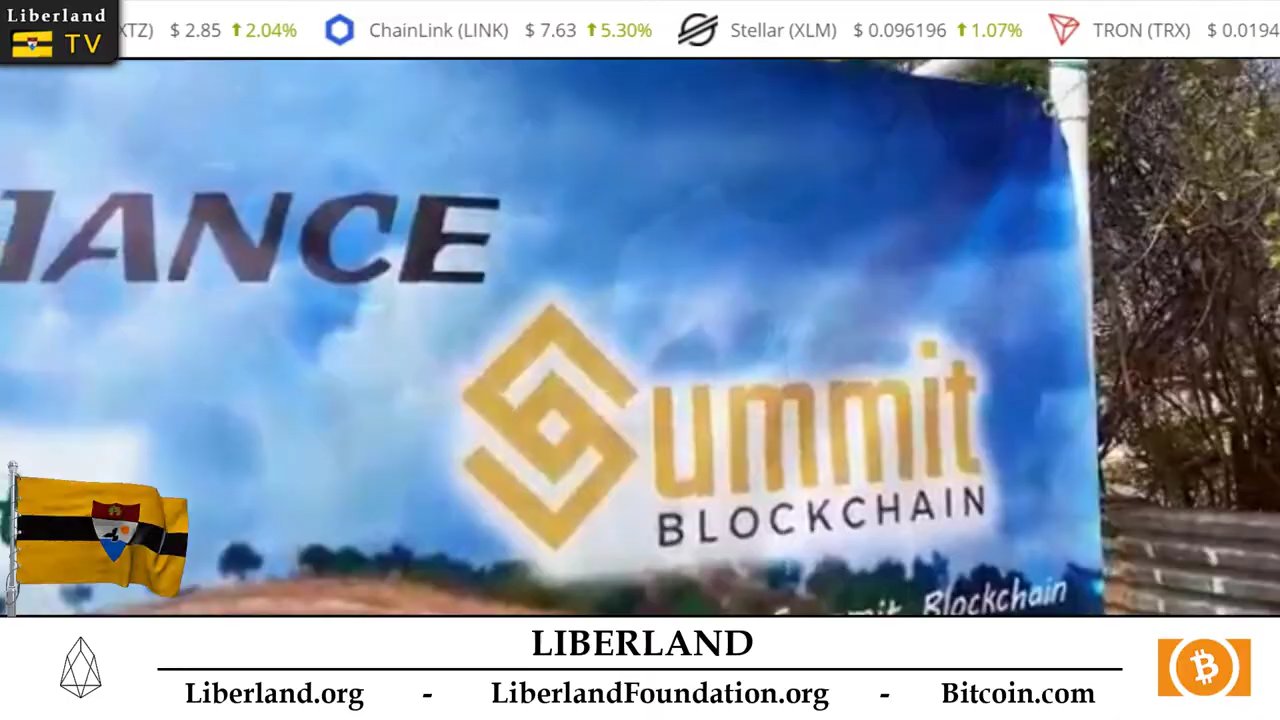 Liberland
TV
XTZ) $ 2.85 2.04% ChainLink (LINK) $ 7.63 5.30% Stellar (XLM) $ 0.096196 1.07% TRON (TRX) $ 0.0194
IANCE
Summit
BLOCKCHAIN
Summit Blockchain
LIBERLAND
Liberland.org - LiberlandFoundation.org - Bitcoin.com